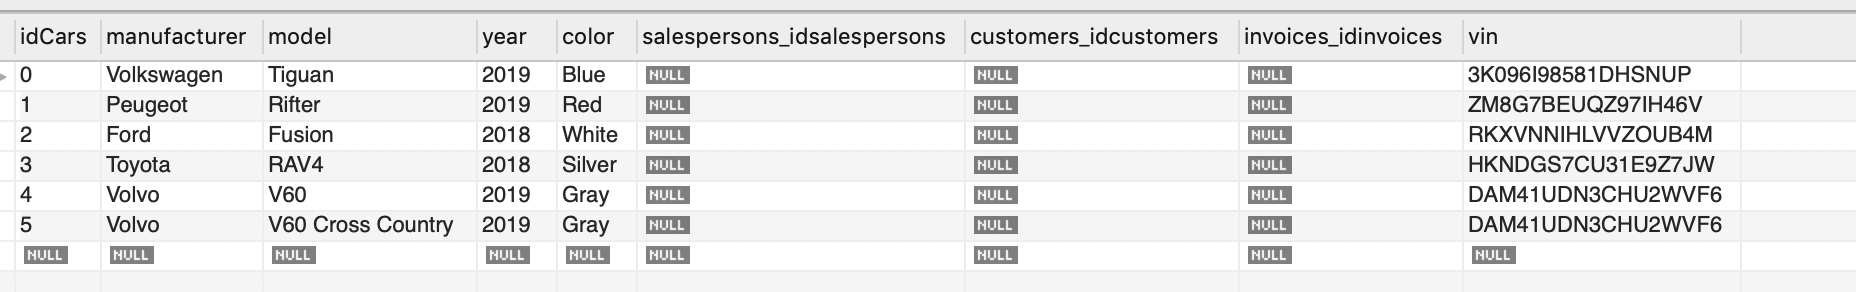 idCars manufacturer model year color salespersons_idsalespersons customers_idcustomers invoices_idinvoices vin
0 Volkswagen Tiguan 2019 Blue NULL NULL NULL 3K096I98581DHSNUP
1 Peugeot Rifter 2019 Red NULL NULL NULL ZM8G7BEUQZ97IH46V
2 Ford Fusion 2018 White NULL NULL NULL RKXVNNIHLVVZOUB4M
3 Toyota RAV4 2018 Silver NULL NULL NULL HKNDGS7CU31E9Z7JW
4 Volvo V60 2019 Gray NULL NULL NULL DAM41UDN3CHU2WVF6
5 Volvo V60 Cross Country 2019 Gray NULL NULL NULL DAM41UDN3CHU2WVF6
NULL NULL NULL NULL NULL NULL NULL NULL NULL